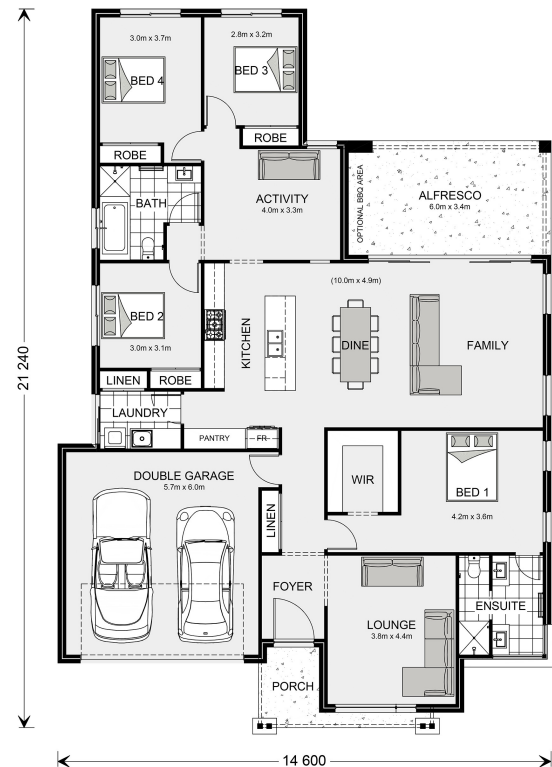 3.0m x 3.7m
BED 4
2.8m x 3.2m
BED 3
ROBE
ROBE
BATH
ACTIVITY
4.0m x 3.3m
OPTIONAL BBQ AREA
ALFRESCO
6.0m x 3.4m
(10.0m x 4.9m)
BED 2
3.0m x 3.1m
KITCHEN
DINE
FAMILY
LINEN
ROBE
LAUNDRY
PANTRY
FR
DOUBLE GARAGE
5.7m x 6.0m
LINEN
WIR
BED 1
4.2m x 3.6m
FOYER
LOUNGE
3.8m x 4.4m
ENSUITE
PORCH
21 240
14 600